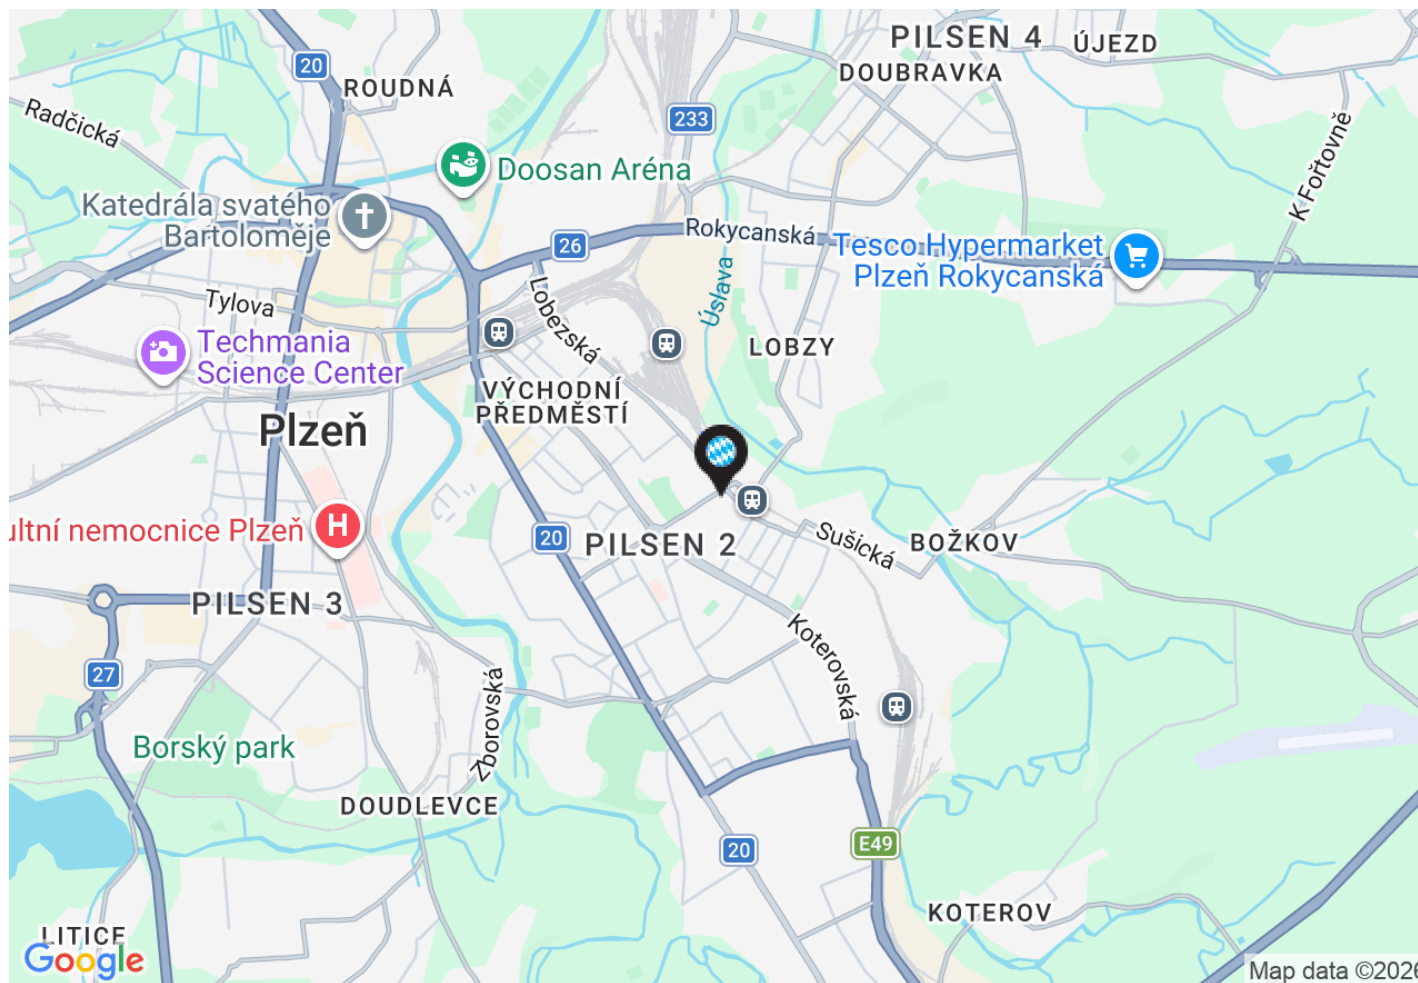 PILSEN 4
ÚJEZD
20
ROUDNÁ
DOUBRAVKA
Radčická
233
K Fořtovně
Doosan Aréna
Katedrála svatého
Bartoloměje
26
Rokycanská
Tesco Hypermarket
Plzeň Rokycanská
Úslava
Tylova
Lobezská
Techmania
Science Center
LOBZY
VÝCHODNÍ
PŘEDMĚSTÍ
Plzeň
ultní nemocnice Plzeň
H
20
PILSEN 2
Sušická
BOŽKOV
PILSEN 3
Koterovská
27
Zborovská
Borský park
DOUDLEVCE
20
E49
KOTEROV
LITICE
Google
Map data ©2026